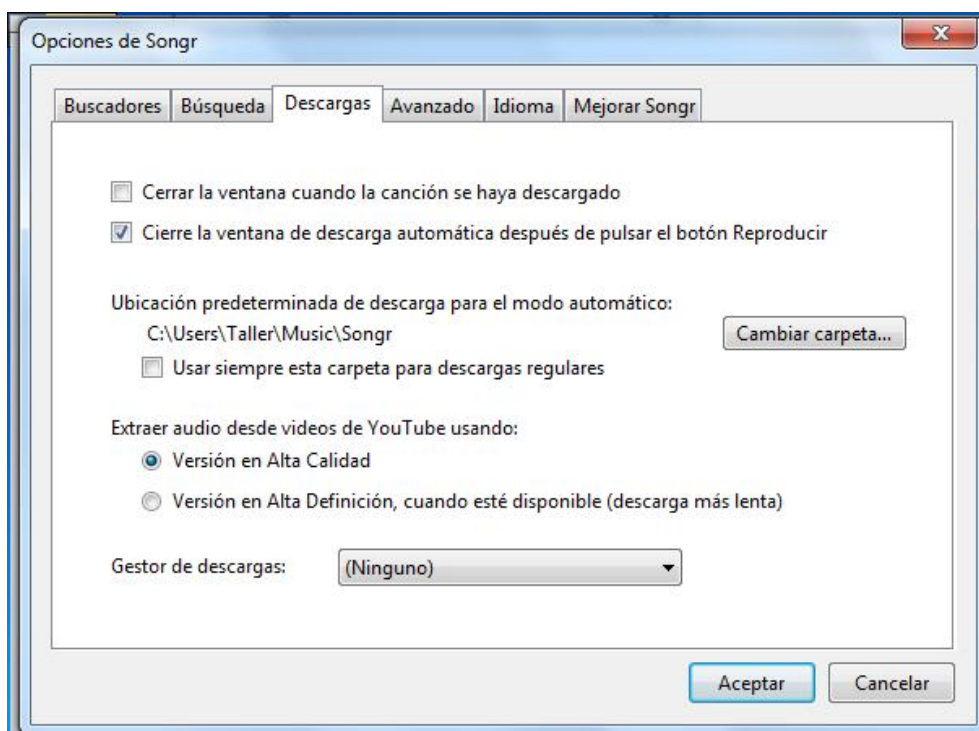 Opciones de Songr
Buscadores Búsqueda Descargas Avanzado Idioma Mejorar Songr
Cerrar la ventana cuando la canción se haya descargado
Cierre la ventana de descarga automática después de pulsar el botón Reproducir
Ubicación predeterminada de descarga para el modo automático:
C:\Users\Taller\Music\Songr
Cambiar carpeta...
Usar siempre esta carpeta para descargas regulares
Extraer audio desde videos de YouTube usando:
Versión en Alta Calidad
Versión en Alta Definición, cuando esté disponible (descarga más lenta)
Gestor de descargas: (Ninguno)
Aceptar Cancelar